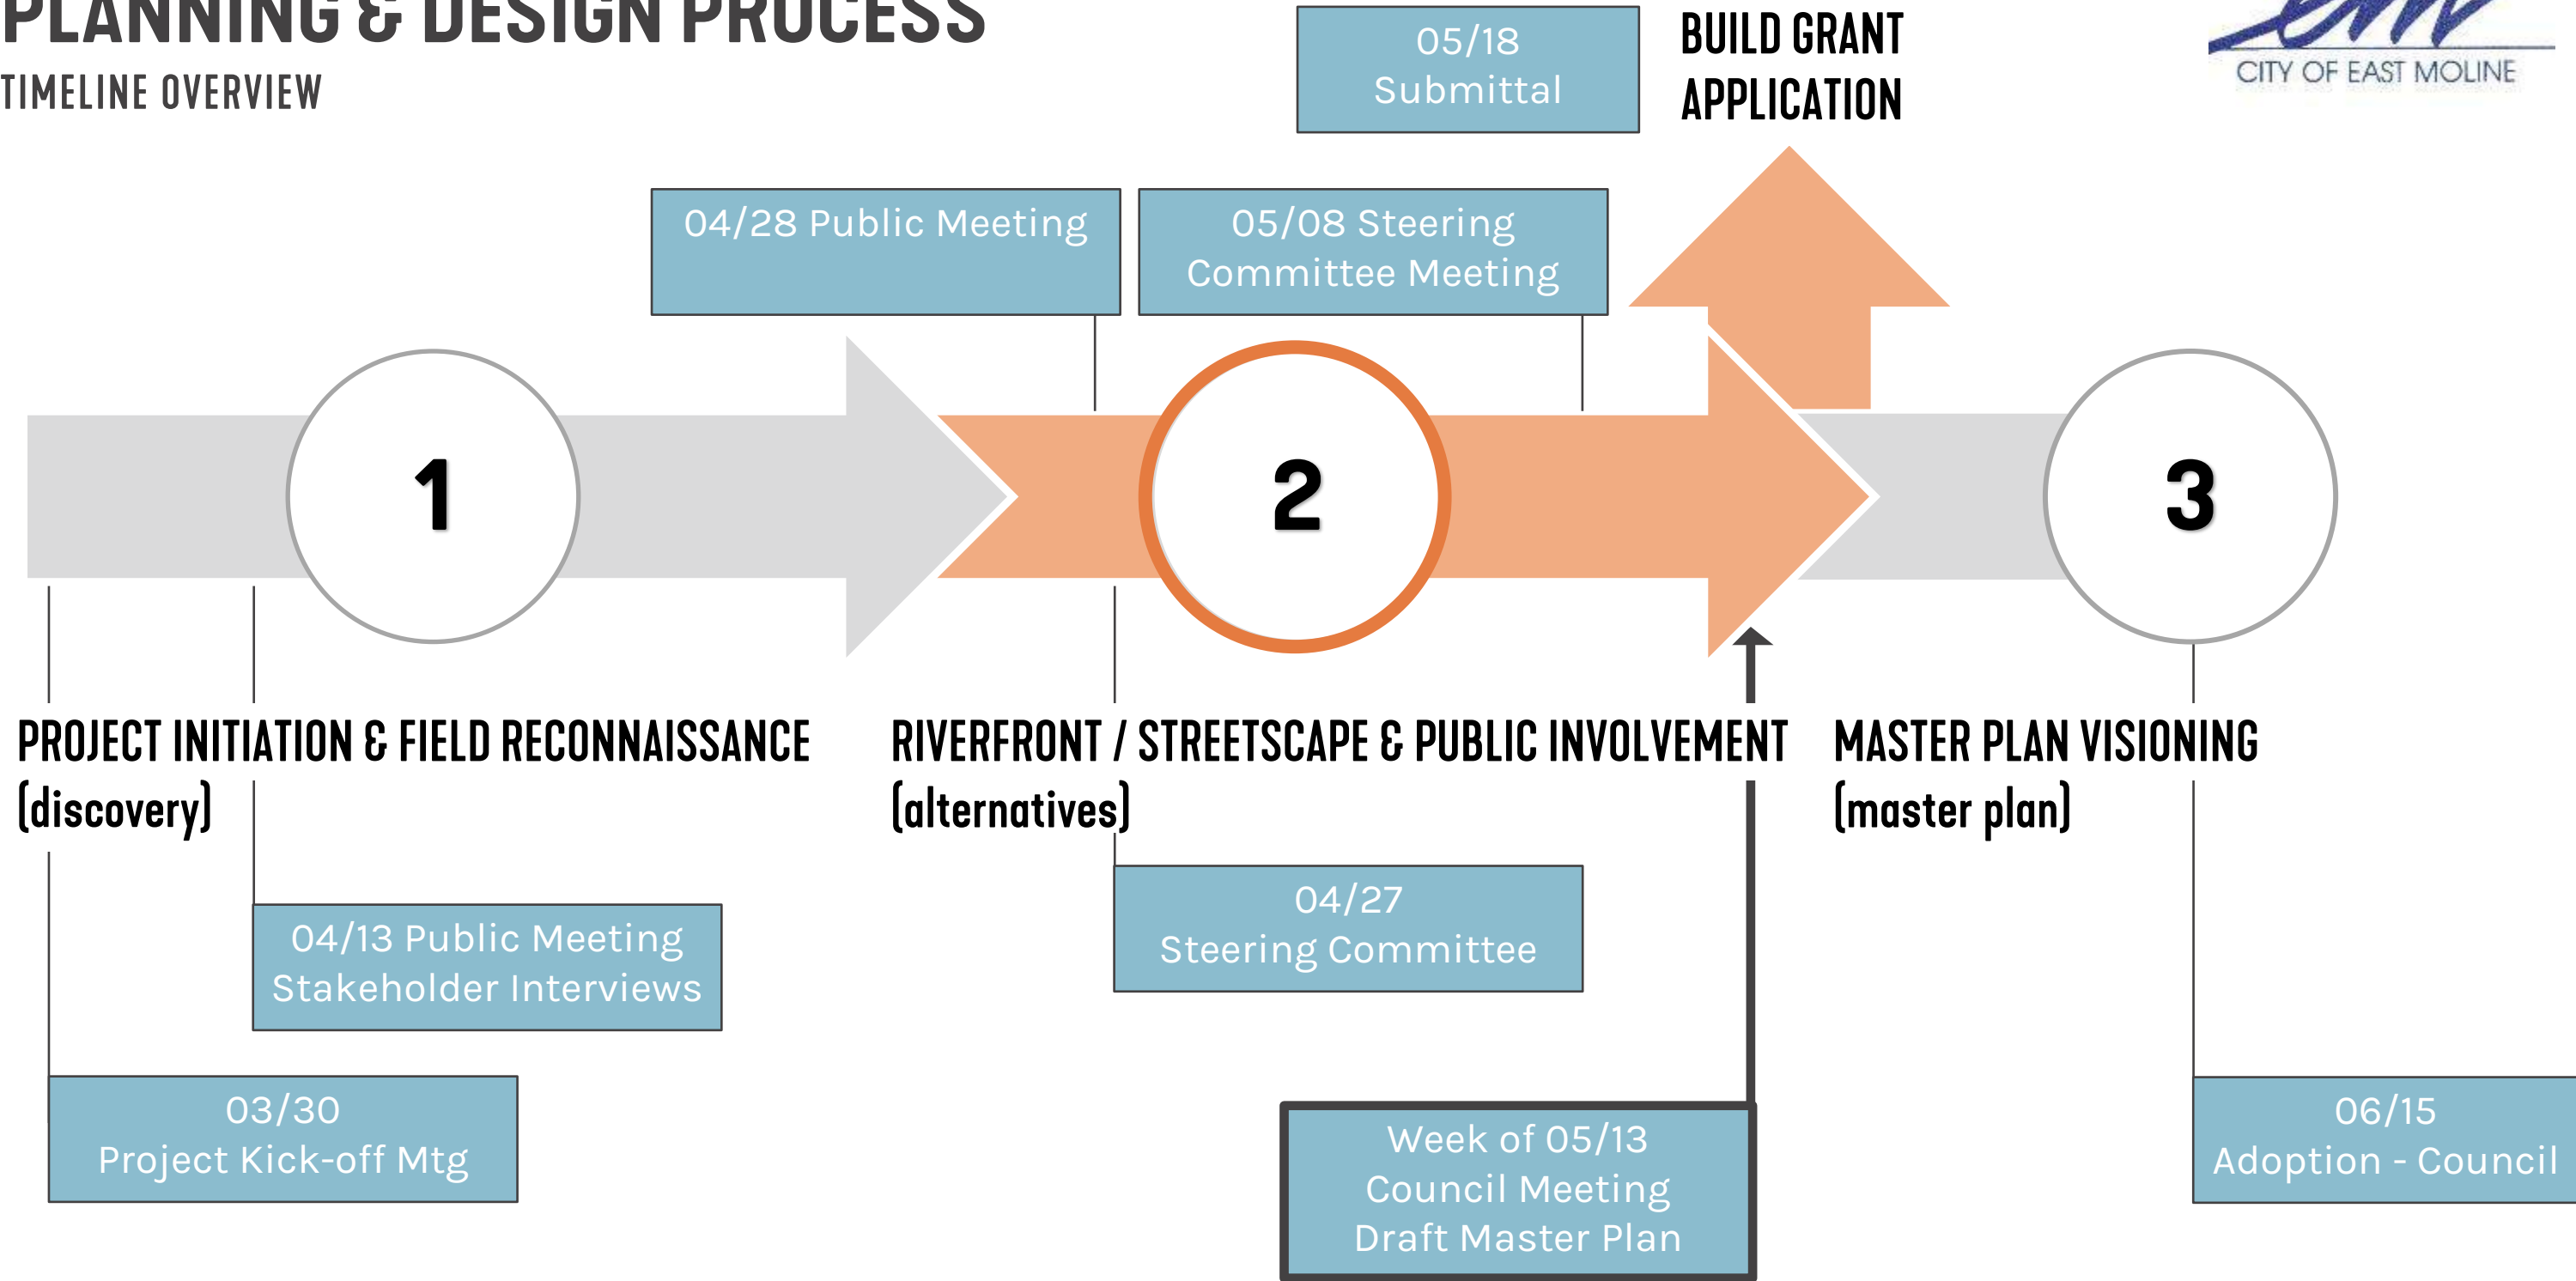 PLANNING & DESIGN PROCESS
TIMELINE OVERVIEW
05/18
Submittal
BUILD GRANT
APPLICATION
em
CITY OF EAST MOLINE
04/28 Public Meeting
05/08 Steering
Committee Meeting
1
2
3
PROJECT INITIATION & FIELD RECONNAISSANCE
(discovery)
RIVERFRONT / STREETSCAPE & PUBLIC INVOLVEMENT
(alternatives)
MASTER PLAN VISIONING
(master plan)
04/13 Public Meeting
Stakeholder Interviews
04/27
Steering Committee
03/30
Project Kick-off Mtg
Week of 05/13
Council Meeting
Draft Master Plan
06/15
Adoption - Council